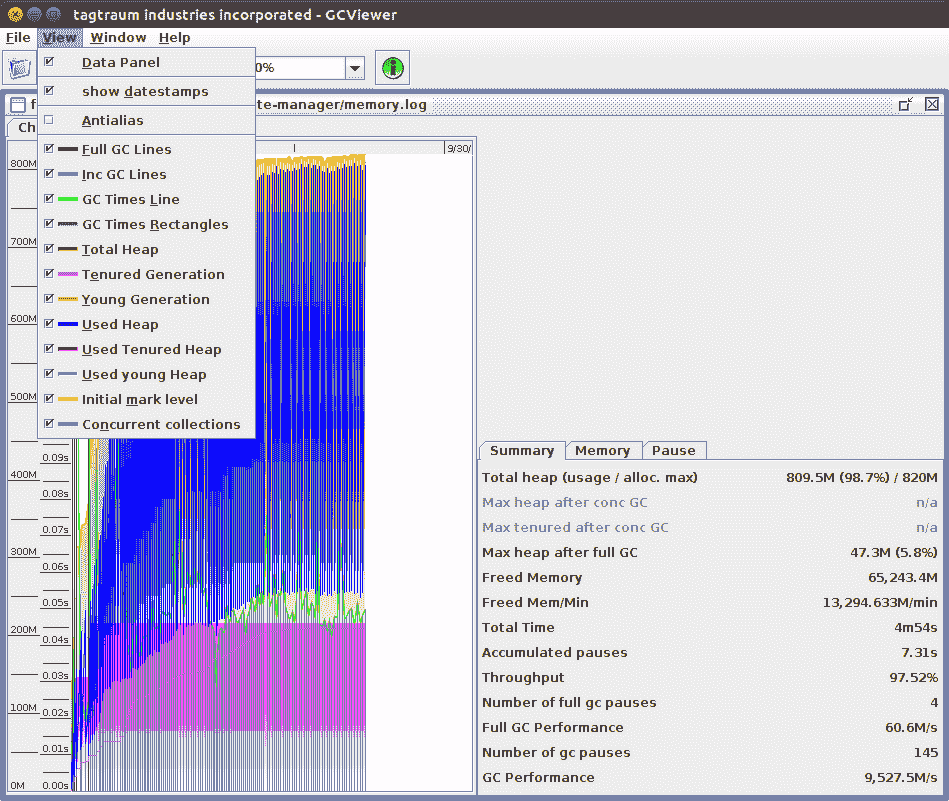 tagtraum industries incorporated - GCViewer
File View Window Help
0%
te-manager/memory.log
Ch
Data Panel
show datestamps
Antialias
Full GC Lines
Inc GC Lines
GC Times Line
GC Times Rectangles
Total Heap
Tenured Generation
Young Generation
Used Heap
Used Tenured Heap
Used young Heap
Initial mark level
Concurrent collections
9/30/
800M
700M
600M
500M
400M
300M
200M
100M
0M
0.09s
0.08s
0.07s
0.06s
0.05s
0.04s
0.03s
0.02s
0.01s
0.00s
Summary Memory Pause
Total heap (usage / alloc. max) 809.5M (98.7%) / 820M
Max heap after conc GC n/a
Max tenured after conc GC n/a
Max heap after full GC 47.3M (5.8%)
Freed Memory 65,243.4M
Freed Mem/Min 13,294.633M/min
Total Time 4m54s
Accumulated pauses 7.31s
Throughput 97.52%
Number of full gc pauses 4
Full GC Performance 60.6M/s
Number of gc pauses 145
GC Performance 9,527.5M/s